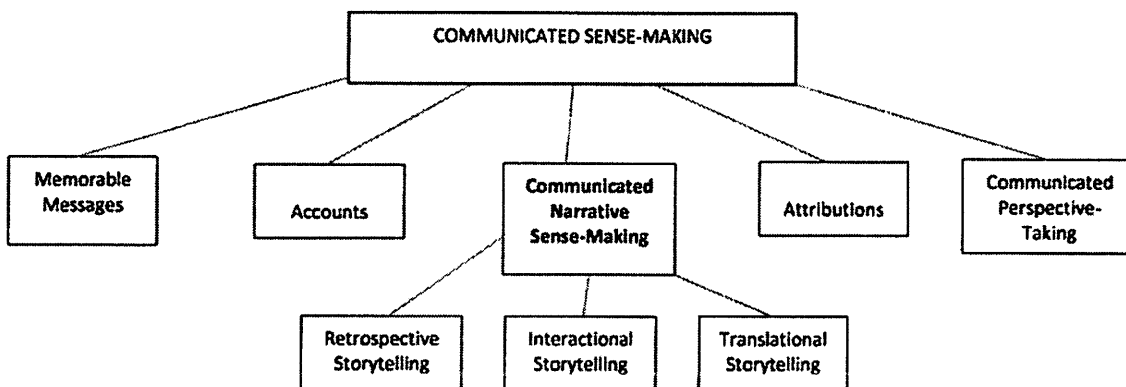 COMMUNICATED SENSE-MAKING
Memorable
Messages
Accounts
Communicated
Narrative
Sense-Making
Attributions
Communicated
Perspective-
Taking
Retrospective
Storytelling
Interactional
Storytelling
Translational
Storytelling